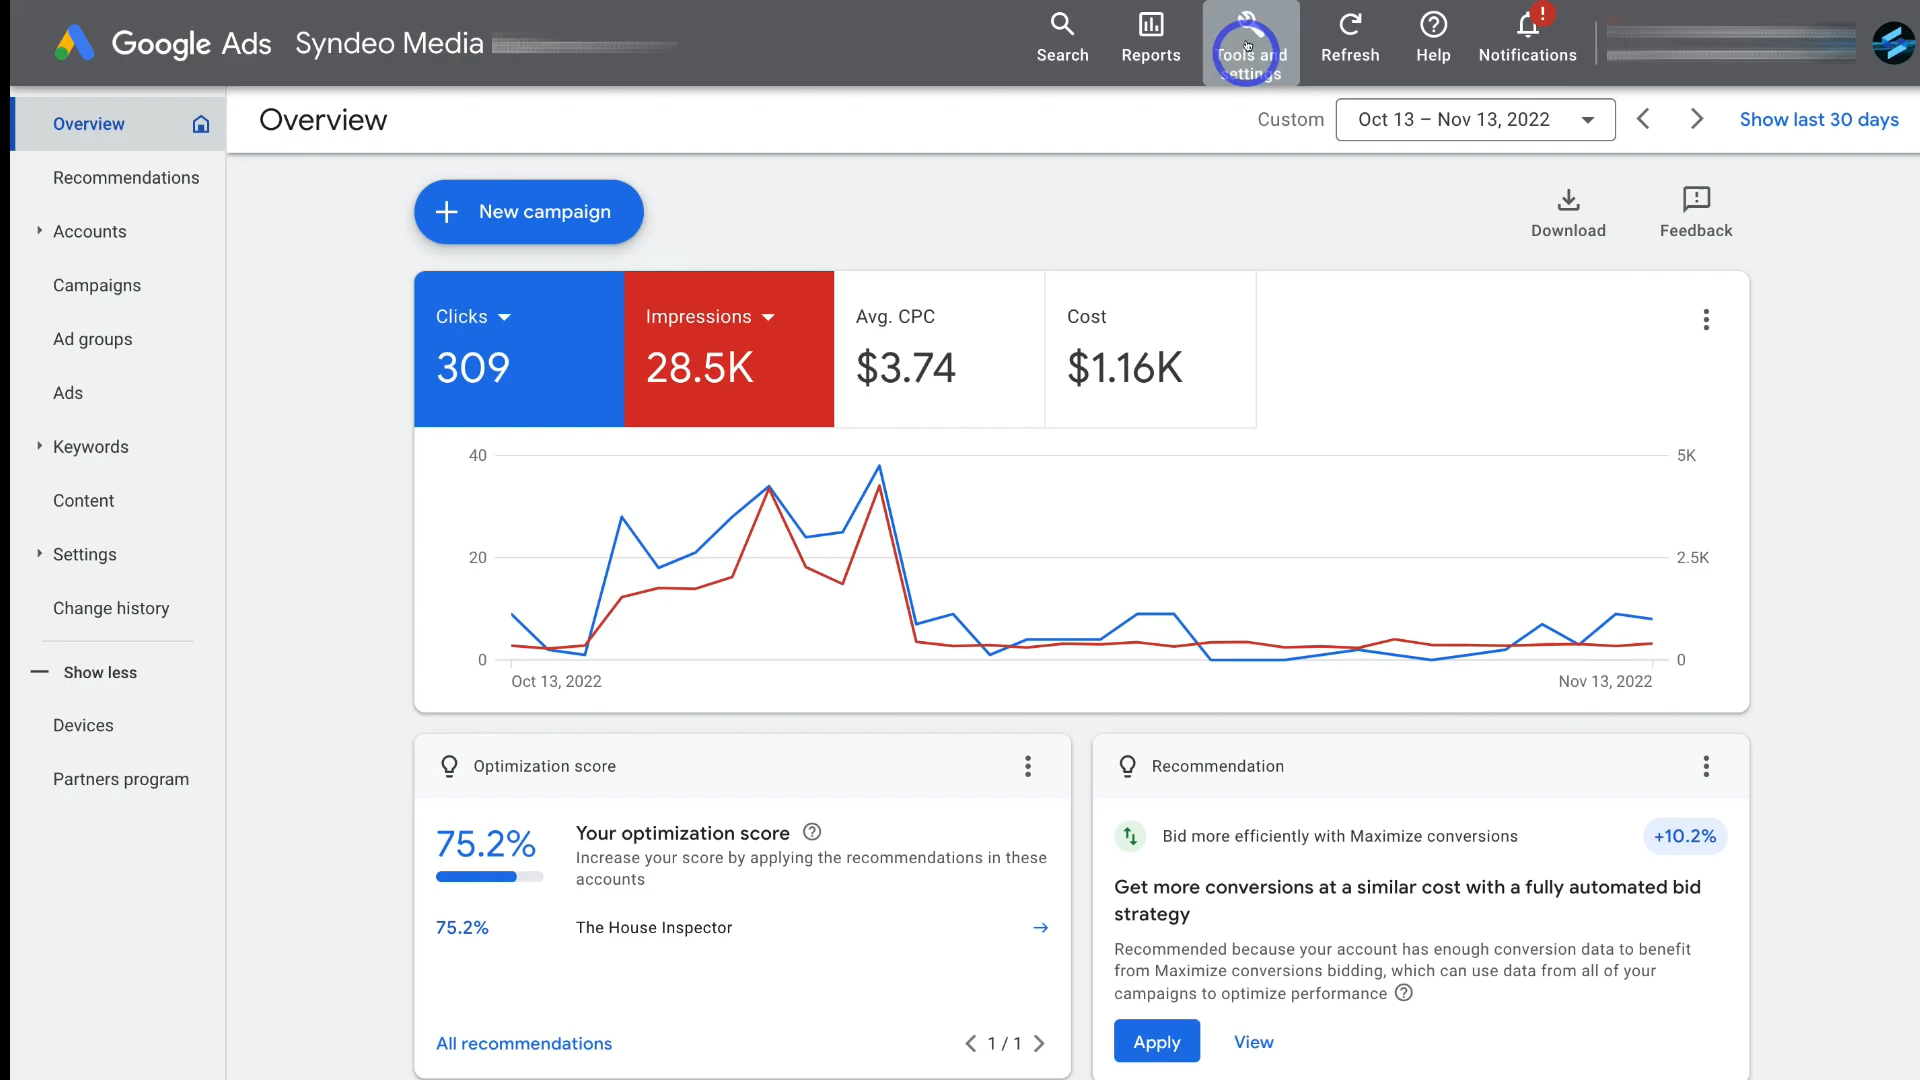 Google Ads Syndeo Media
Search
Reports
Tools and settings
Refresh
Help
!
Notifications
Overview
Recommendations
Accounts
Campaigns
Ad groups
Ads
Keywords
Content
Settings
Change history
Show less
Devices
Partners program
Overview
Custom
Oct 13 – Nov 13, 2022
Show last 30 days
New campaign
Download
Feedback
Clicks
309
Impressions
28.5K
Avg. CPC
$3.74
Cost
$1.16K
40
20
0
5K
2.5K
0
Oct 13, 2022
Nov 13, 2022
Optimization score
75.2%
Your optimization score
Increase your score by applying the recommendations in these
accounts
75.2%
The House Inspector
All recommendations
1 / 1
Recommendation
Bid more efficiently with Maximize conversions
+10.2%
Get more conversions at a similar cost with a fully automated bid
strategy
Recommended because your account has enough conversion data to benefit
from Maximize conversions bidding, which can use data from all of your
campaigns to optimize performance
Apply
View